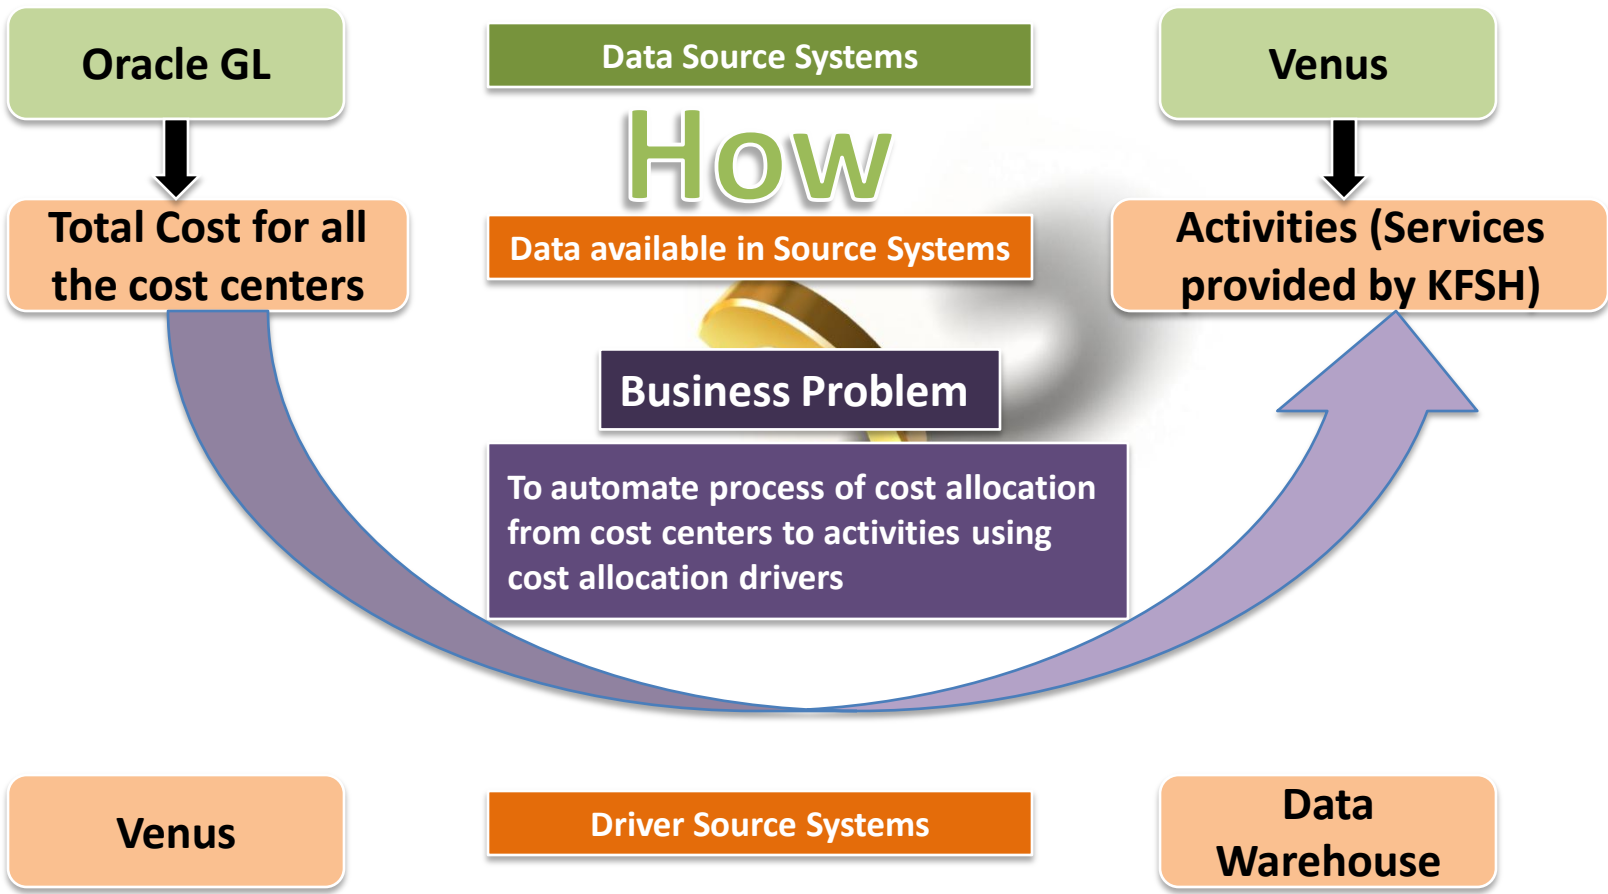 Oracle GL
Data Source Systems
Venus
How
Total Cost for all
the cost centers
Data available in Source Systems
Activities (Services
provided by KFSH)
Business Problem
To automate process of cost allocation
from cost centers to activities using
cost allocation drivers
Venus
Driver Source Systems
Data
Warehouse